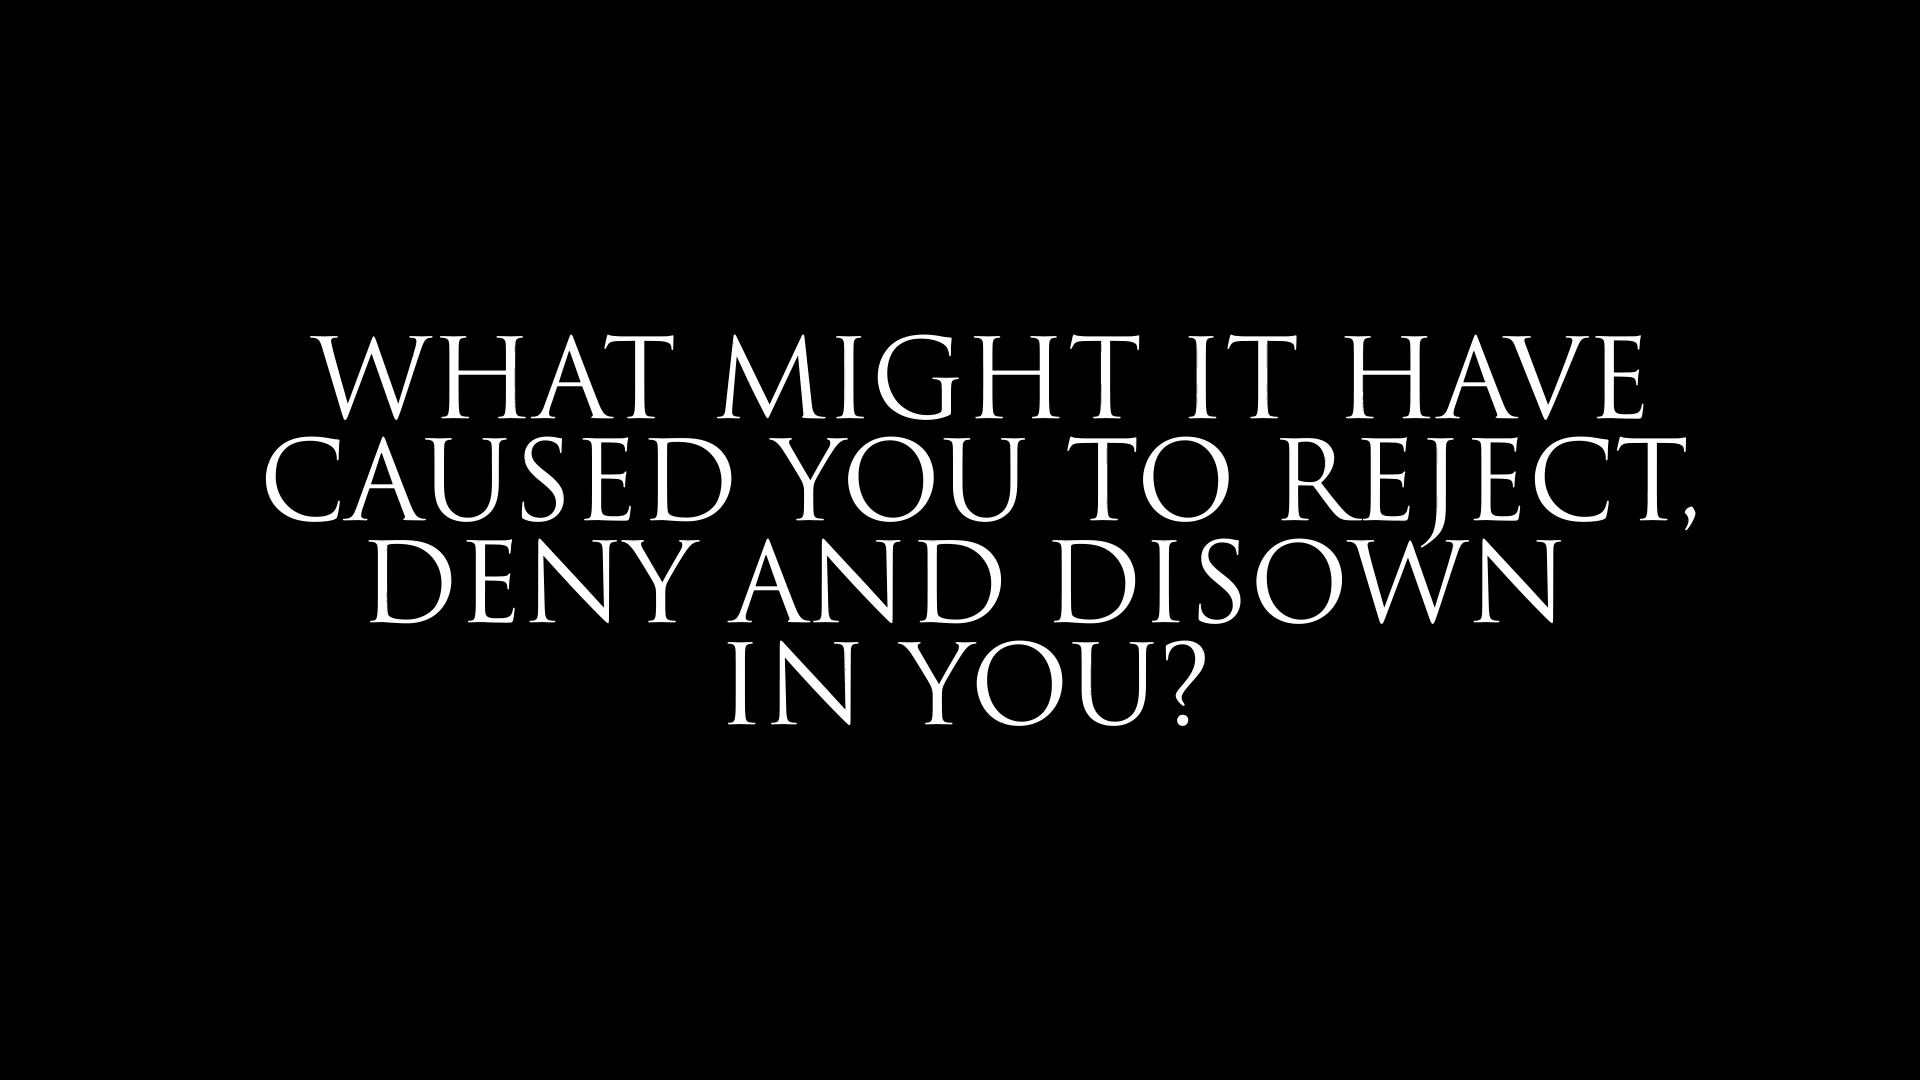 WHAT MIGHT IT HAVE
CAUSED YOU TO REJECT,
DENY AND DISOWN
IN YOU?